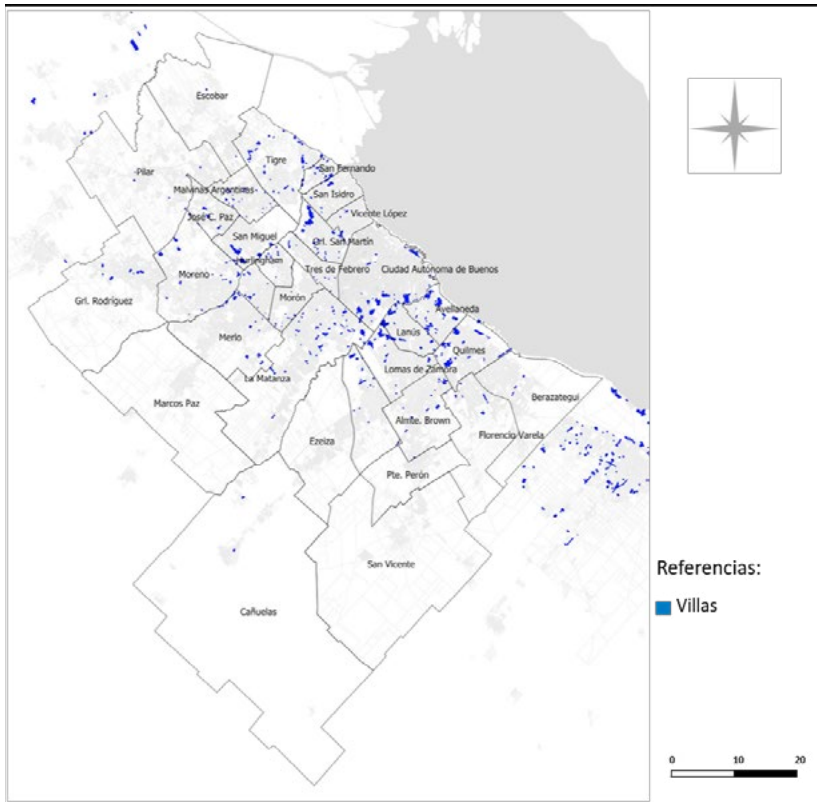 Escobar
Tigre
San Fernando
Pilar
Malvinas Argentinas
San Isidro
José C. Paz
Vicente López
San Miguel
Grl. San Martín
Hurlingham
Tres de Febrero
Ciudad Autónoma de Buenos
Moreno
Grl. Rodríguez
Morón
Avellaneda
Merlo
Lanús
Quilmes
Lomas de Zamora
La Matanza
Berazategui
Marcos Paz
Almte. Brown
Florencio Varela
Ezeiza
Pte. Perón
San Vicente
Cañuelas
Referencias:
Villas
0 10 20